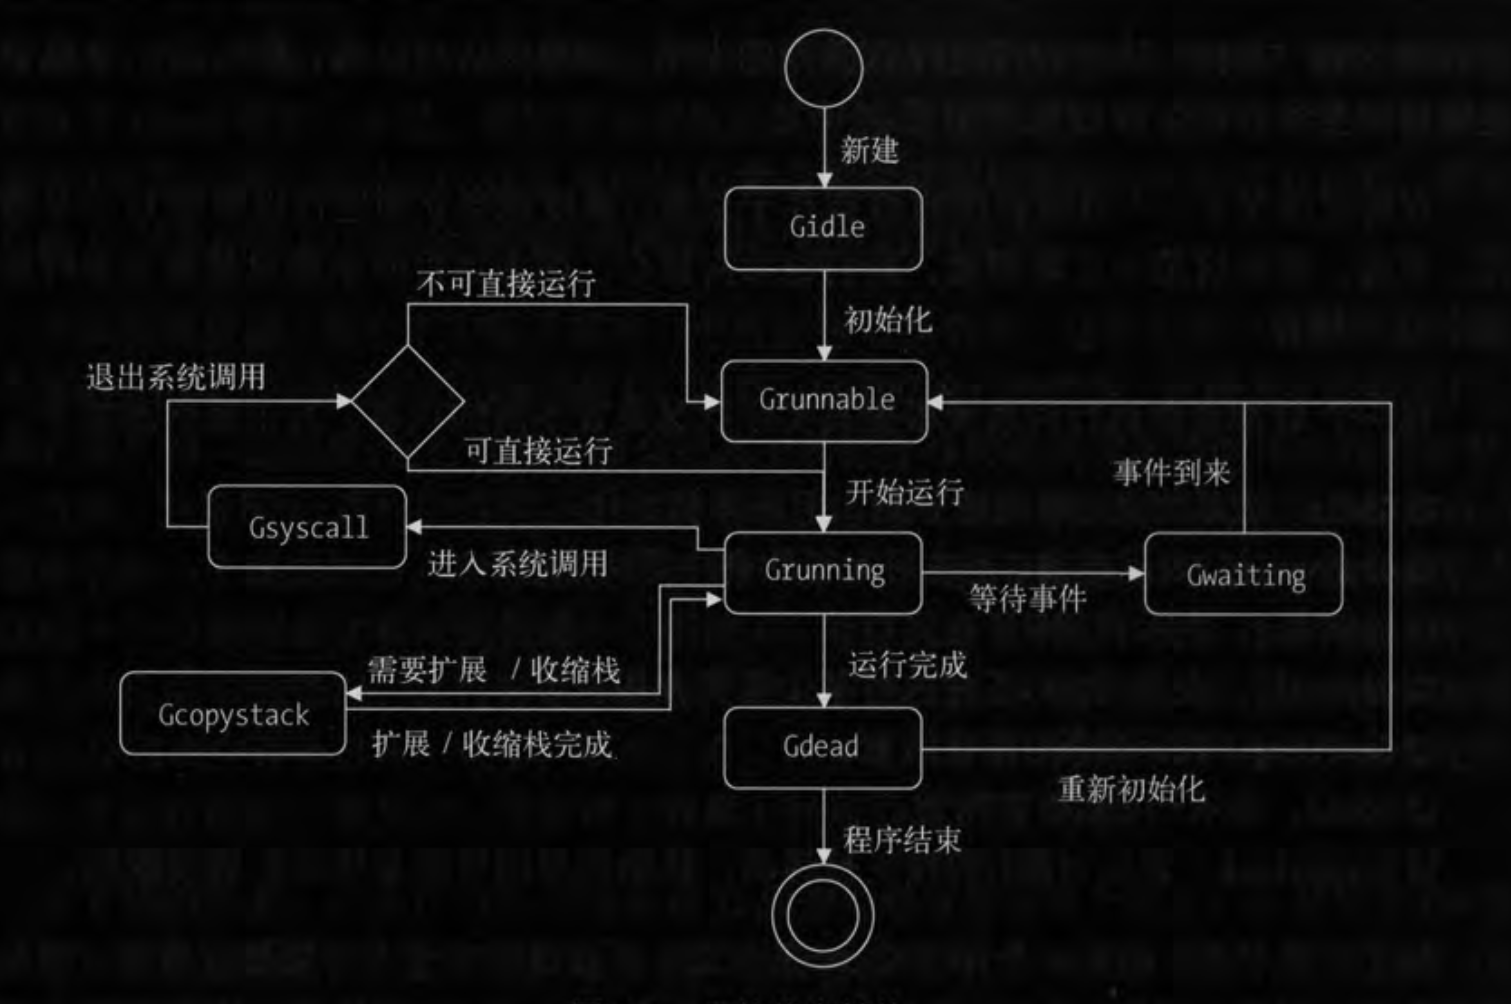 新建
Gidle
不可直接运行
初始化
退出系统调用
Grunnable
可直接运行
事件到来
开始运行
Gsyscall
进入系统调用
Grunning
等待事件
Gwaiting
需要扩展 / 收缩栈
运行完成
Gcopystack
扩展 / 收缩栈完成
Gdead
重新初始化
程序结束